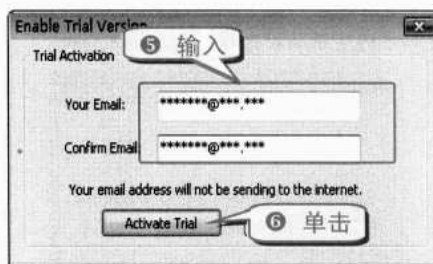 Enable Trial Version
❺ 输入
Trial Activation
Your Email: *******@***.***
Confirm Email *******@***.***
Your email address will not be sending to the internet.
Activate Trial
❻ 单击